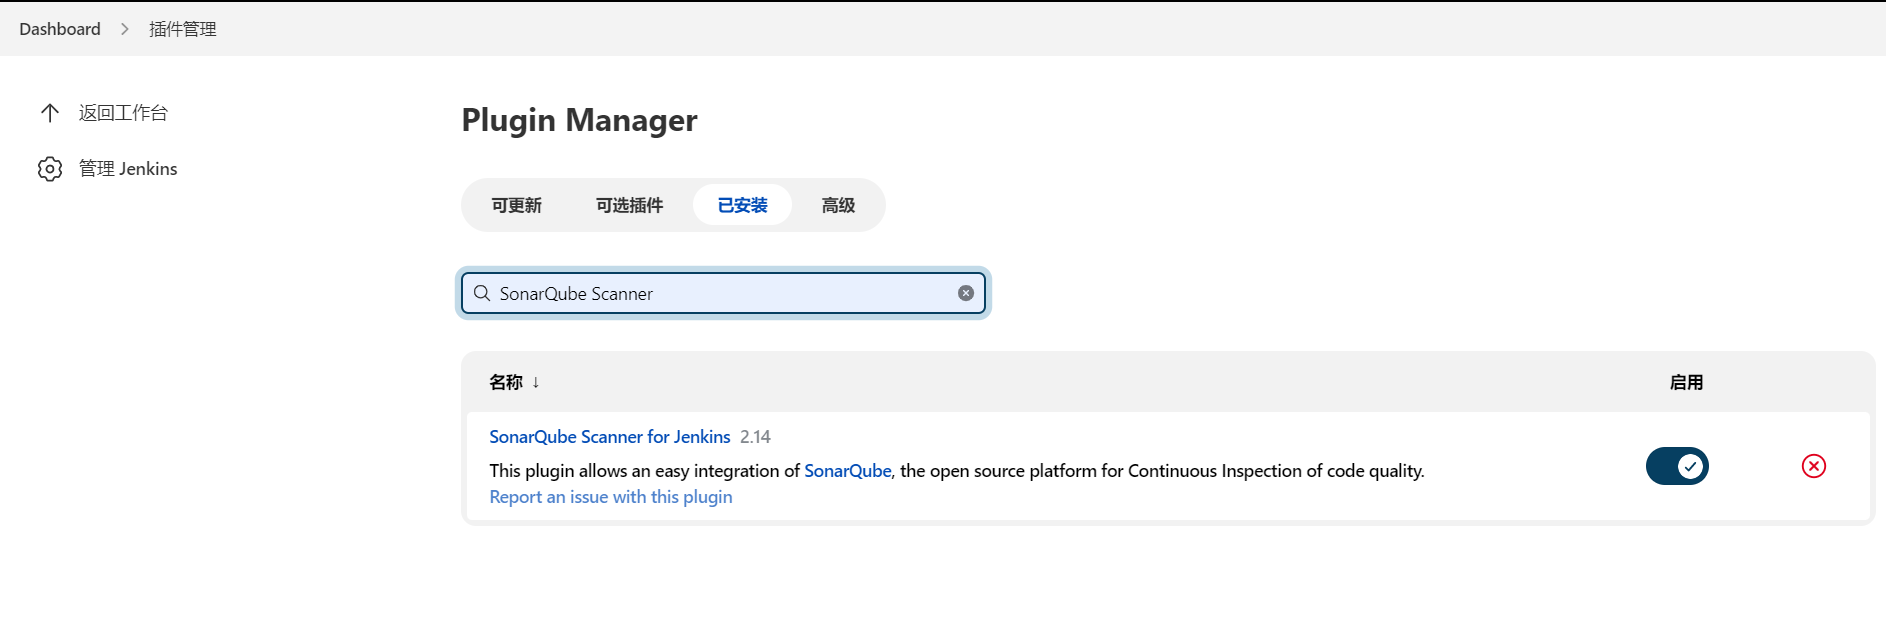 Dashboard > 插件管理
返回工作台
管理 Jenkins
Plugin Manager
可更新 可选插件 已安装 高级
SonarQube Scanner
名称 ↓ 启用
SonarQube Scanner for Jenkins 2.14
This plugin allows an easy integration of SonarQube, the open source platform for Continuous Inspection of code quality.
Report an issue with this plugin